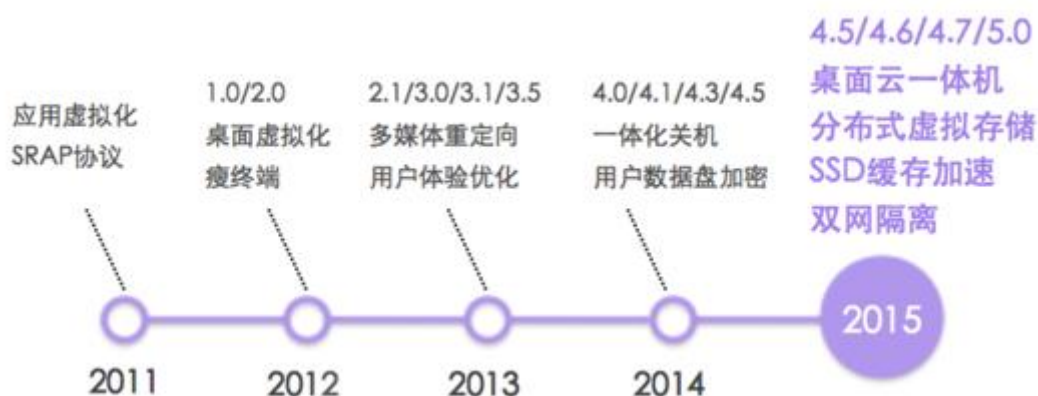 应用虚拟化
SRAP协议
2011
1.0/2.0
桌面虚拟化
瘦终端
2012
2.1/3.0/3.1/3.5
多媒体重定向
用户体验优化
2013
4.0/4.1/4.3/4.5
一体化关机
用户数据盘加密
2014
4.5/4.6/4.7/5.0
桌面云一体机
分布式虚拟存储
SSD缓存加速
双网隔离
2015